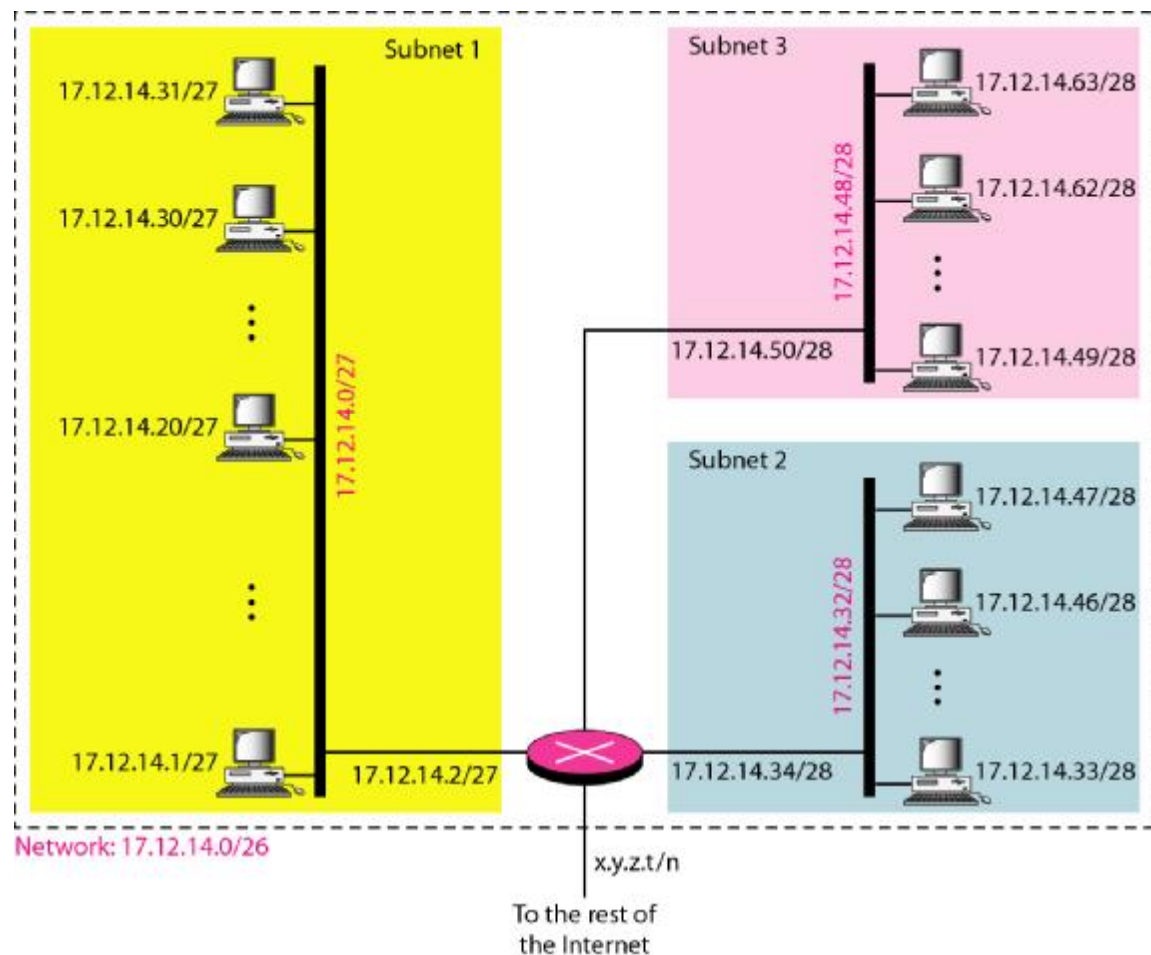 Subnet 1
17.12.14.31/27
17.12.14.30/27
17.12.14.20/27
17.12.14.0/27
17.12.14.1/27
17.12.14.2/27
Subnet 3
17.12.14.63/28
17.12.14.62/28
17.12.14.48/28
17.12.14.50/28
17.12.14.49/28
Subnet 2
17.12.14.47/28
17.12.14.46/28
17.12.14.32/28
17.12.14.34/28
17.12.14.33/28
Network: 17.12.14.0/26
x.y.z.t/n
To the rest of
the Internet